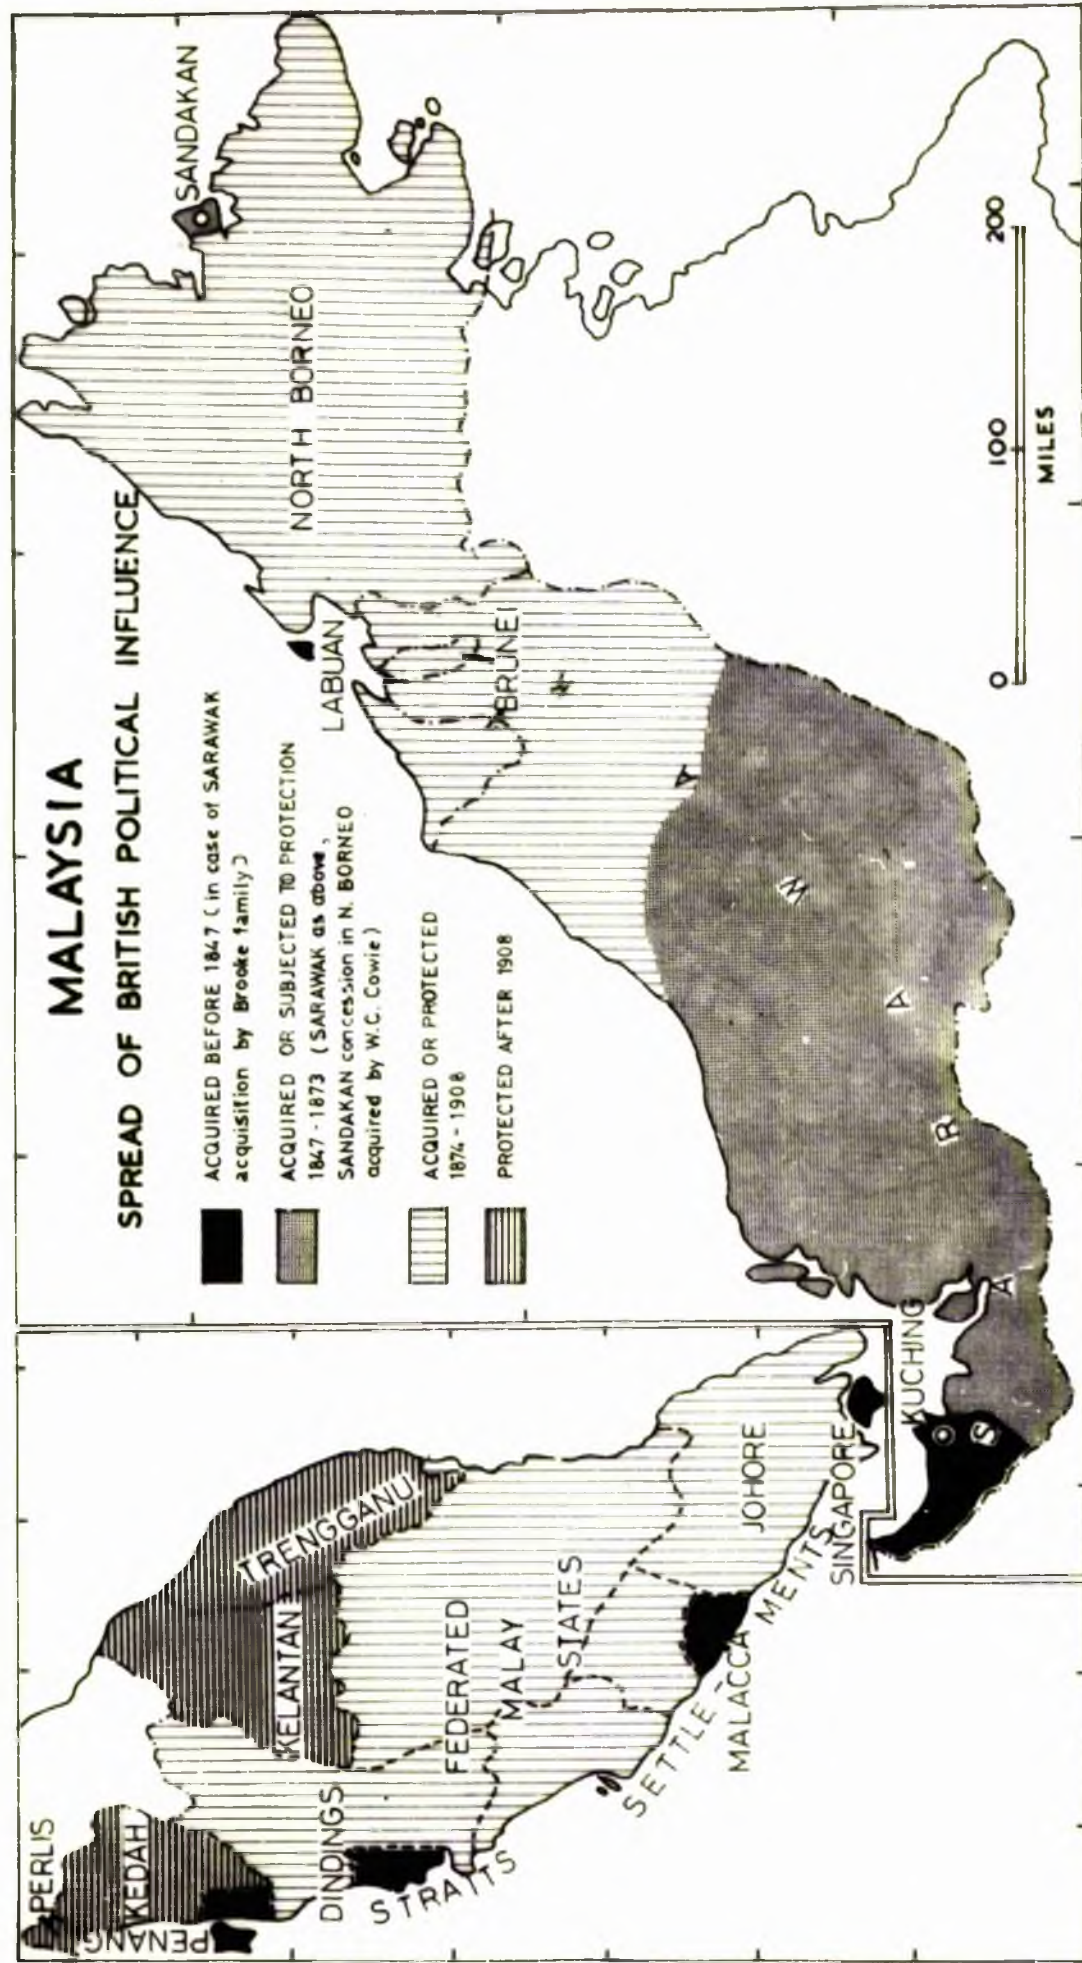 MALAYSIA
SPREAD OF BRITISH POLITICAL INFLUENCE
ACQUIRED BEFORE 1847 (in case of SARAWAK
acquisition by Brooke family)
ACQUIRED OR SUBJECTED TO PROTECTION
1847-1873 (SARAWAK as above,
SANDAKAN concession in N. BORNEO
acquired by W.C. Cowie)
ACQUIRED OR PROTECTED
1874-1908
PROTECTED AFTER 1908
PERLIS
KEDAH
PENANG
KELANTAN
TRENGGANU
DINDINGS
FEDERATED
MALAY
STATES
STRAITS
SETTLE-
MENTS
MALACCA
JOHORE
SINGAPORE
KUCHING
SARAWAK
LABUAN
BRUNEI
NORTH BORNEO
SANDAKAN
0 100 200
MILES